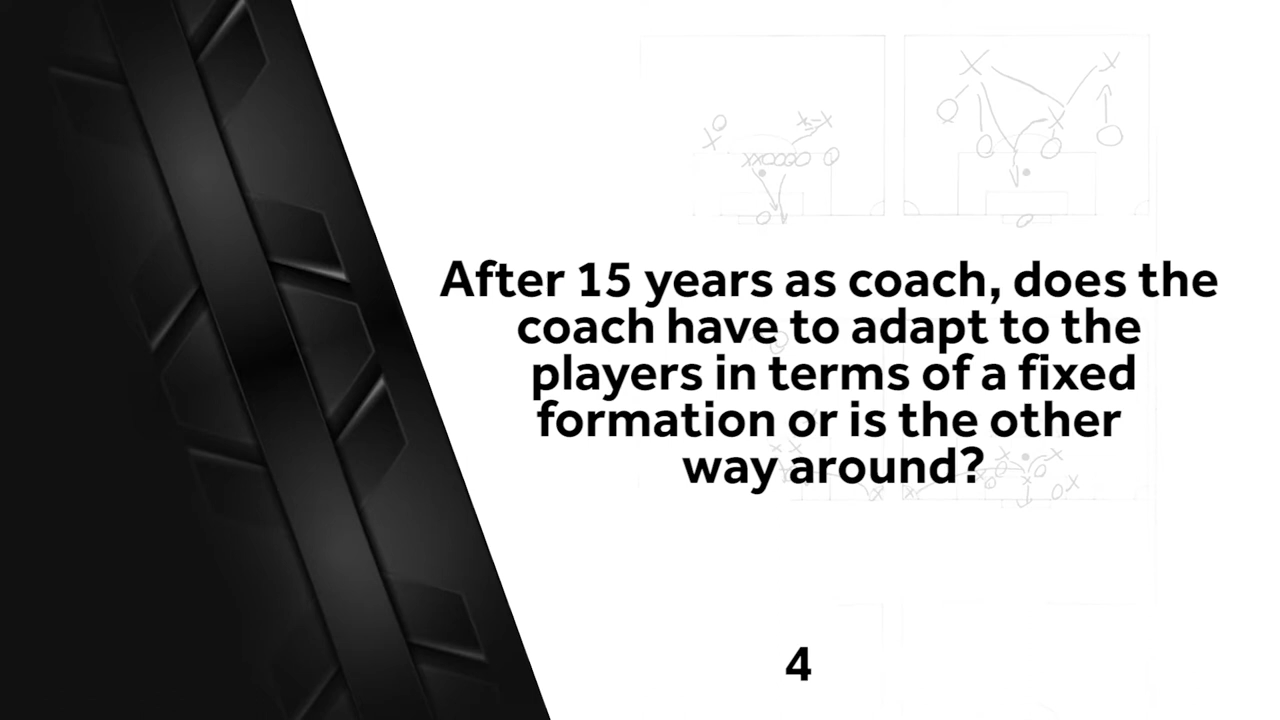 After 15 years as coach, does the
coach have to adapt to the
players in terms of a fixed
formation or is the other
way around?
4